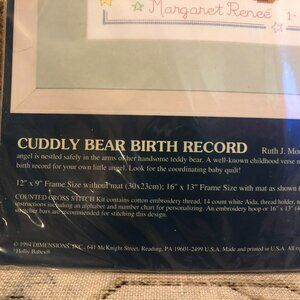 Margaret Reneé
CUDDLY BEAR BIRTH RECORD
Ruth J. Mo
angel is nestled safely in the arms of her handsome teddy bear. A well-known childhood verse m
birth record for your own little angel. Look for the coordinating baby quilt!
12" x 9" Frame Size without mat (30x23cm); 16" x 13" Frame Size with mat as shown
COUNTED CROSS STITCH Kit contains cotton embroidery thread, 14 count white Aida, thread holder,
instructions including an alphabet and number chart for personalizing. An embroidery hoop or 16" x 13" (4
stretcher bars are recommended for stitching this design.
© 1994 DIMENSIONS, INC., 641 McKnight Street, Reading, PA 19601-2499 U.S.A. Made and printed in U.S.A. All